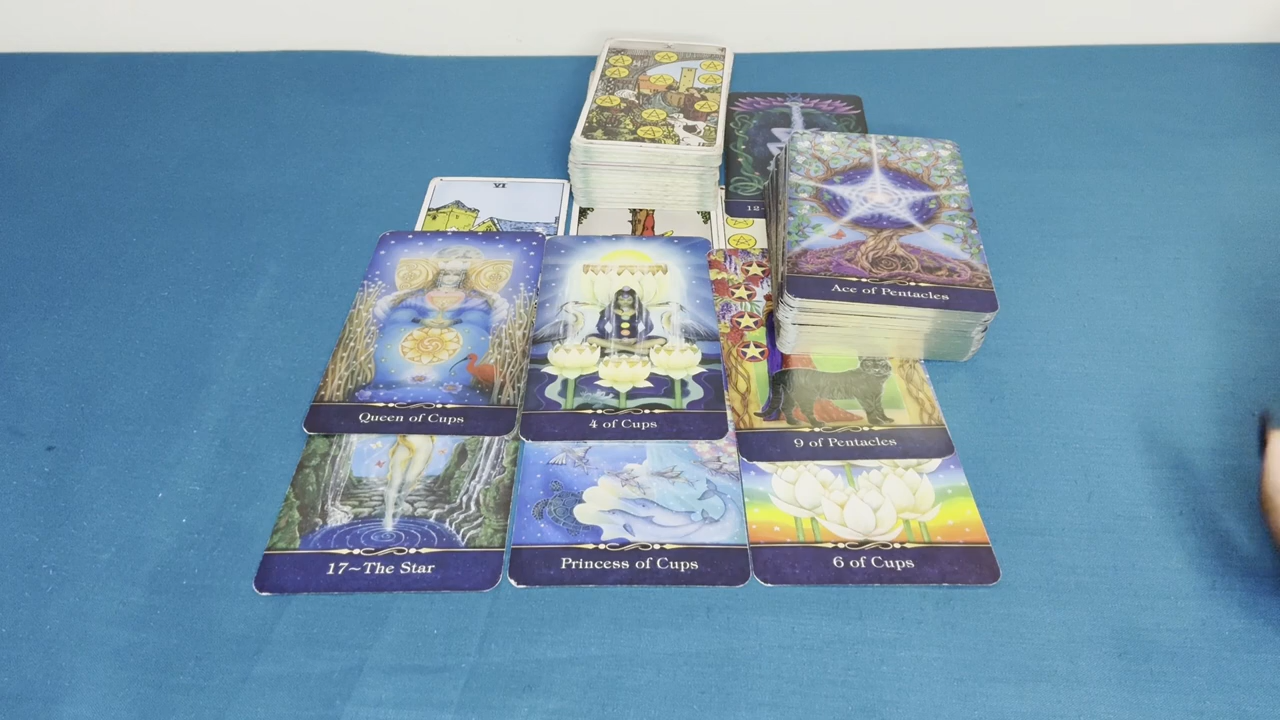 VI
12~
Ace of Pentacles
Queen of Cups
4 of Cups
9 of Pentacles
17~The Star
Princess of Cups
6 of Cups